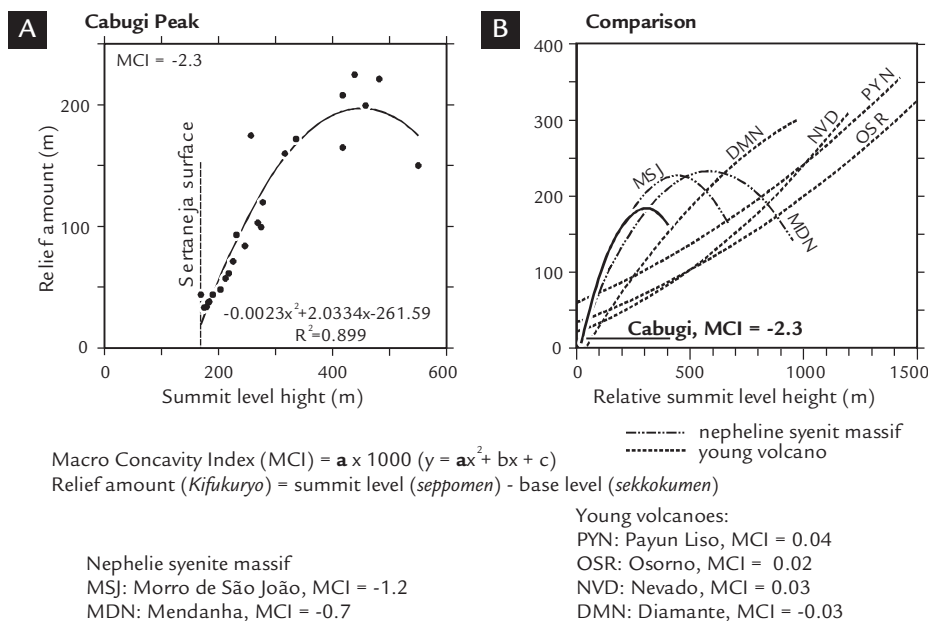 A Cabugi Peak
MCI = -2.3
Relief amount (m)
Sertaneja surface
-0.0023x²+2.0334x-261.59
R²=0.899
0
100
200
0
200
400
600
Summit level hight (m)
B Comparison
400
300
200
100
0
PYN
NVD
OSR
DMN
MSJ
MDN
Cabugi, MCI = -2.3
0
500
1000
1500
Relative summit level height (m)
nepheline syenit massif
young volcano
Macro Concavity Index (MCI) = a x 1000 (y = ax²+ bx + c)
Relief amount (Kifukuryo) = summit level (seppomen) - base level (sekkokumen)
Nephelie syenite massif
MSJ: Morro de São João, MCI = -1.2
MDN: Mendanha, MCI = -0.7
Young volcanoes:
PYN: Payun Liso, MCI = 0.04
OSR: Osorno, MCI = 0.02
NVD: Nevado, MCI = 0.03
DMN: Diamante, MCI = -0.03